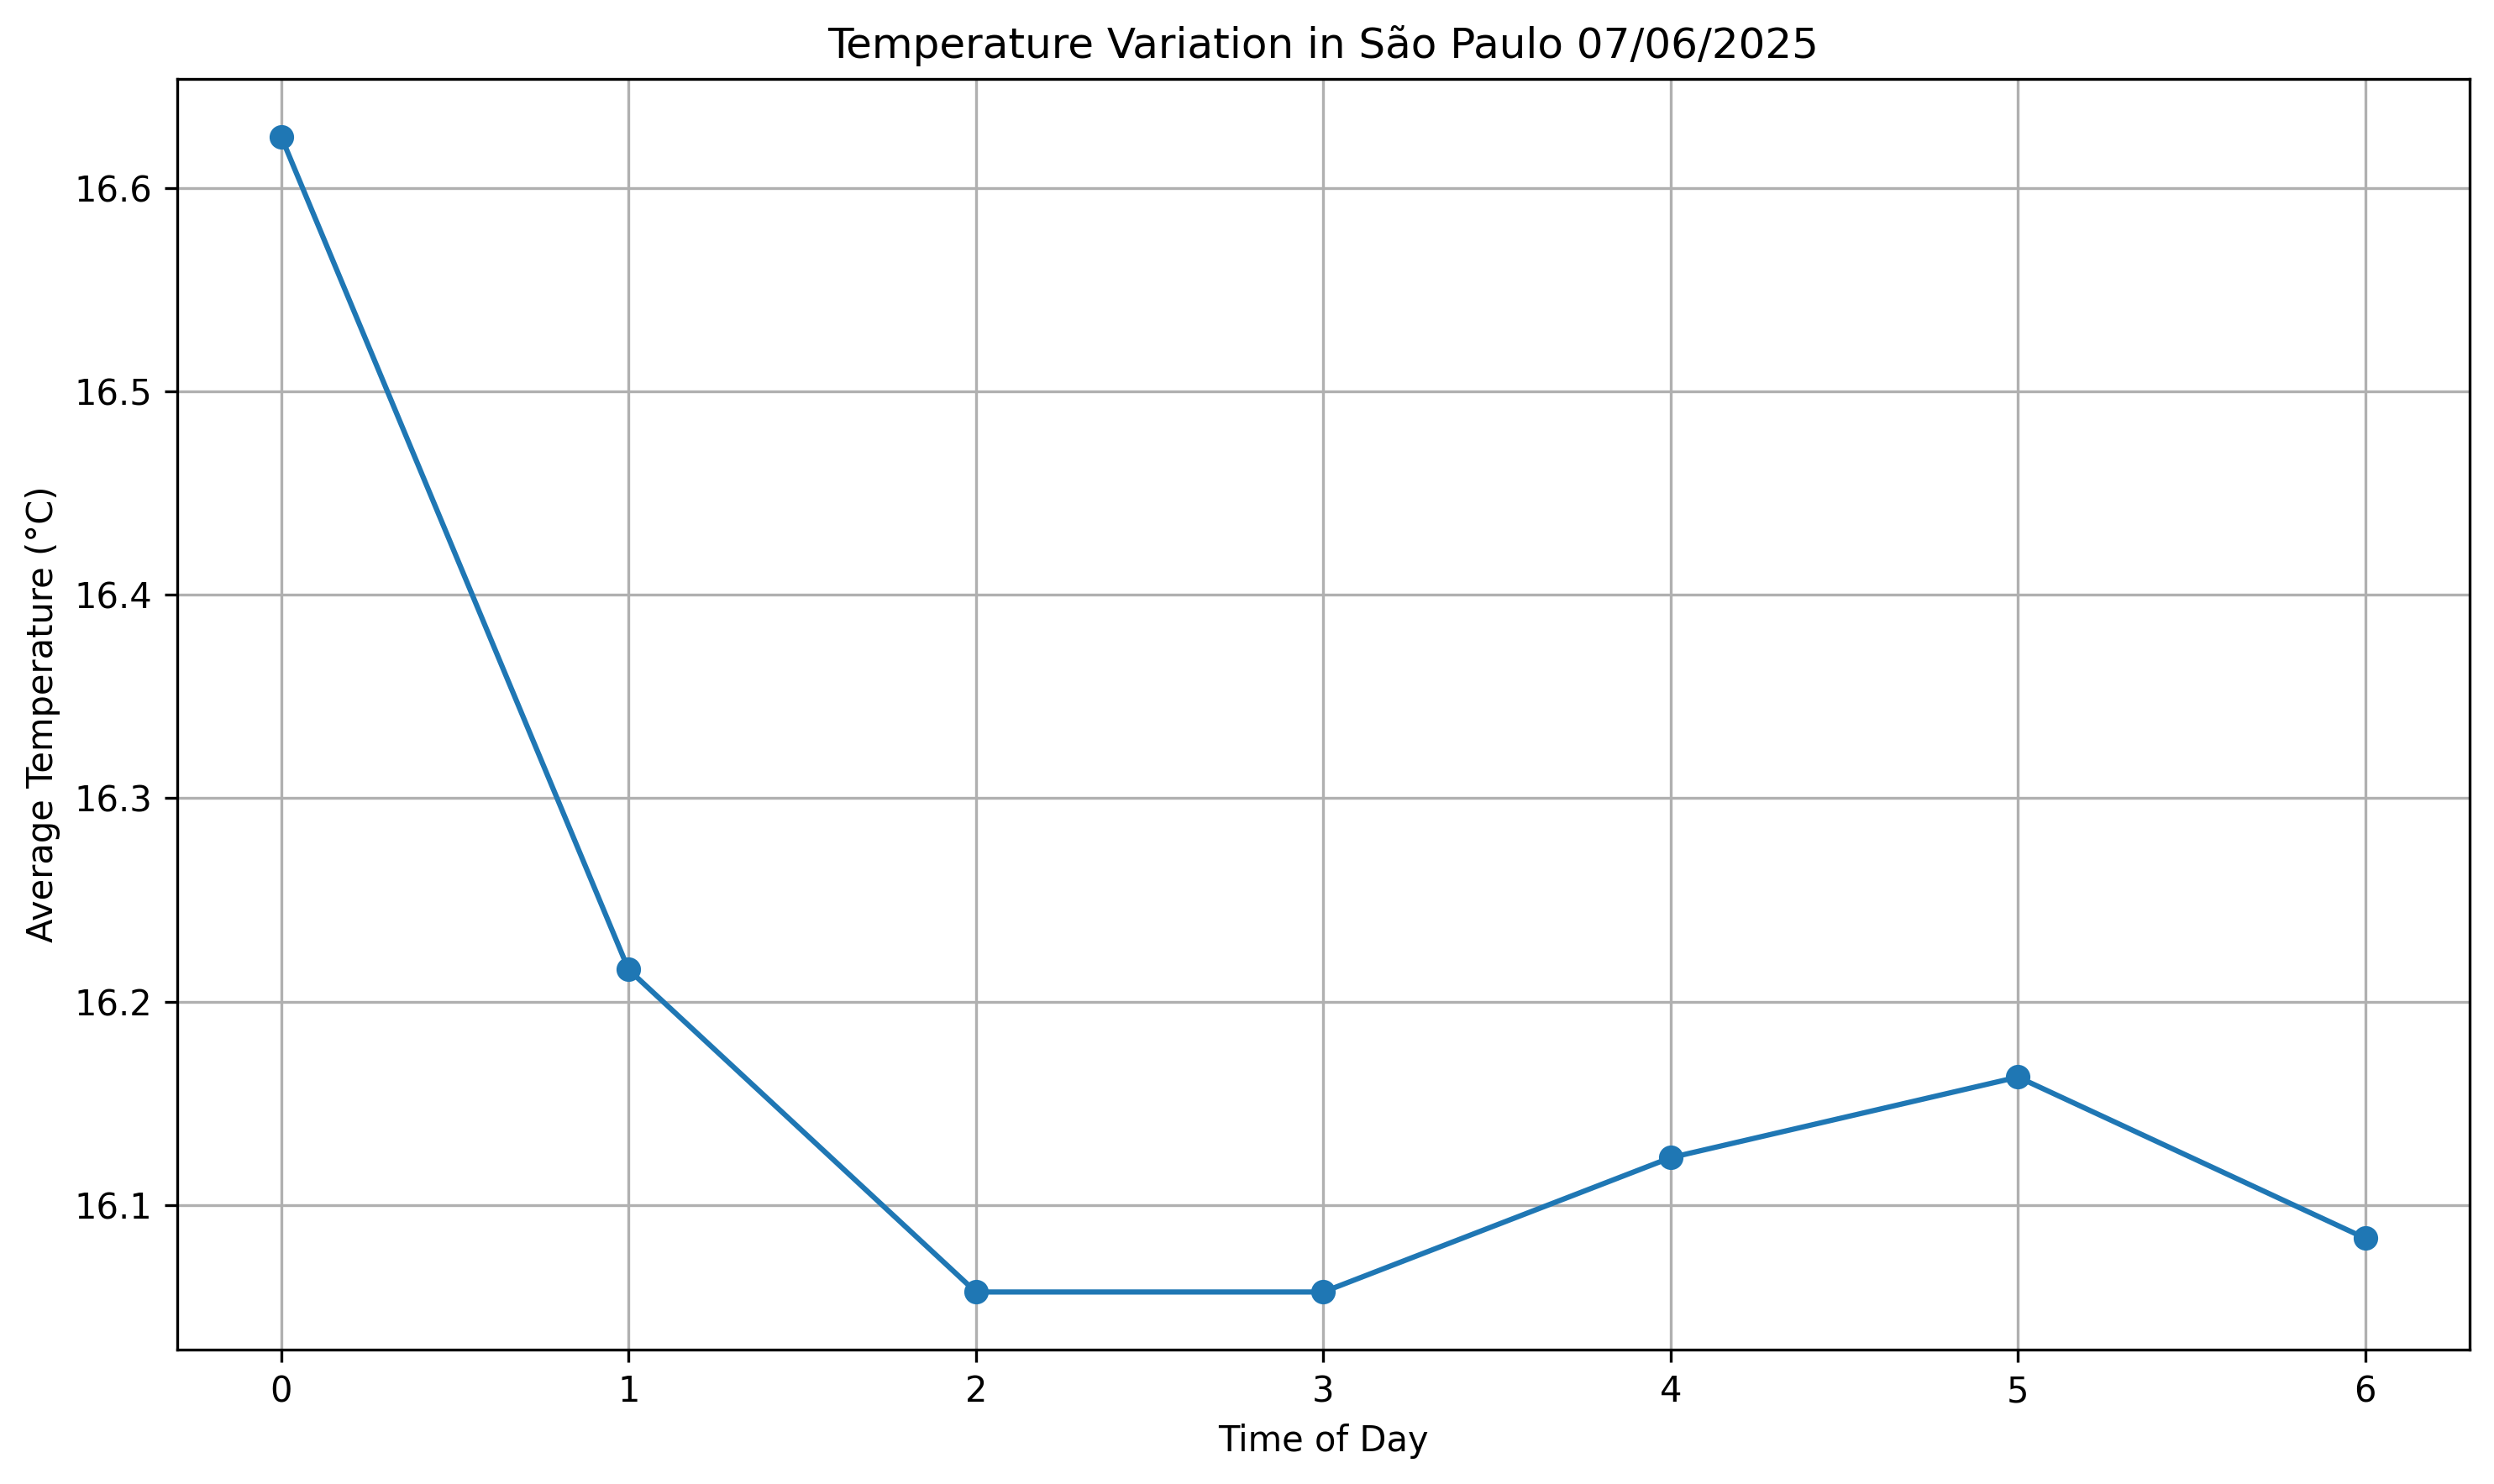 Temperature Variation in São Paulo 07/06/2025
16.6
16.5
16.4
16.3
16.2
16.1
Average Temperature (°C)
0 1 2 3 4 5 6
Time of Day